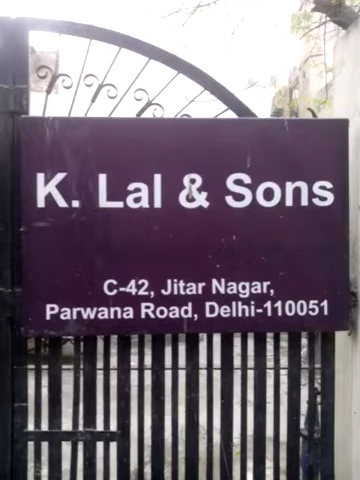 K. Lal & Sons
C-42, Jitar Nagar,
Parwana Road, Delhi-110051